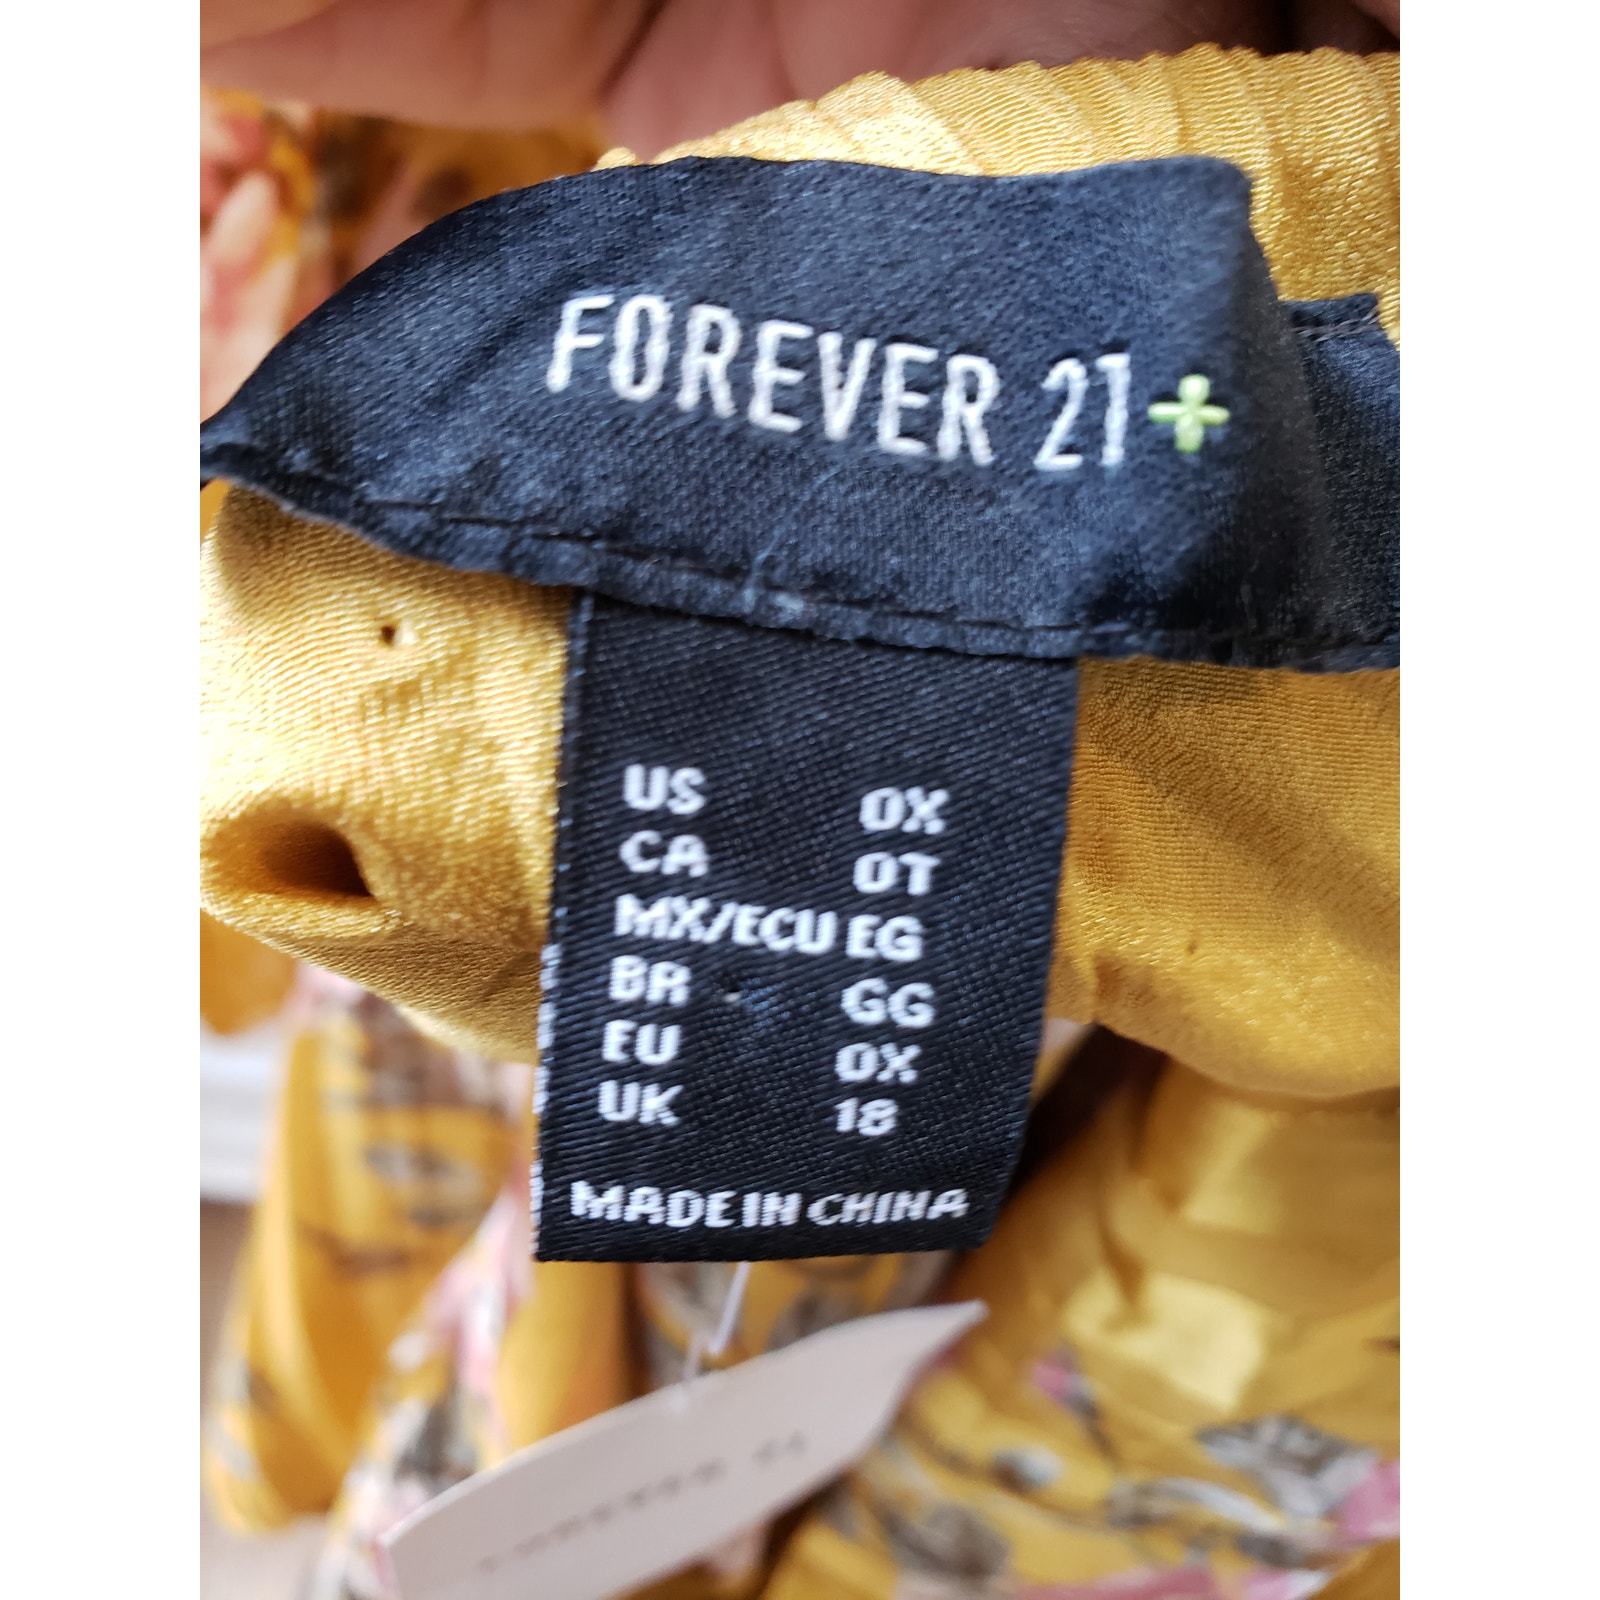 FOREVER 21+
US 0X
CA 0T
MX/ECU EG
BR GG
EU 0X
UK 18
MADE IN CHINA